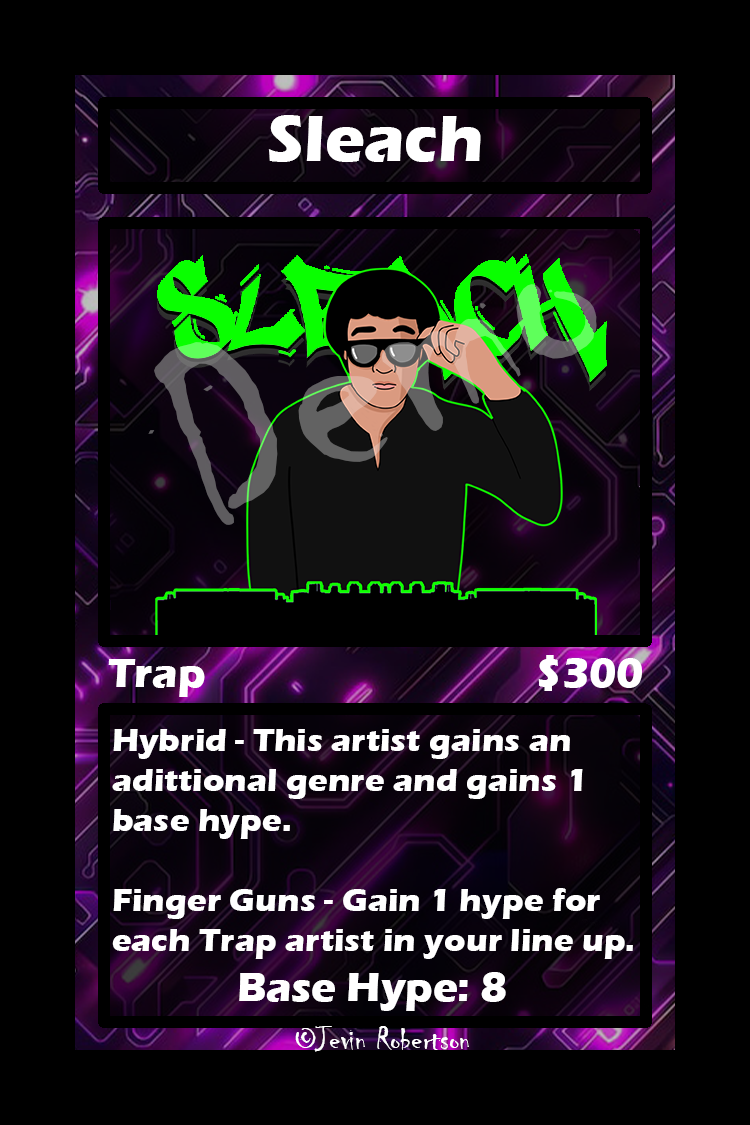 Sleach
SLEACH
Demo
Trap
$300
Hybrid - This artist gains an
adittional genre and gains 1
base hype.
Finger Guns - Gain 1 hype for
each Trap artist in your line up.
Base Hype: 8
©Jevin Robertson